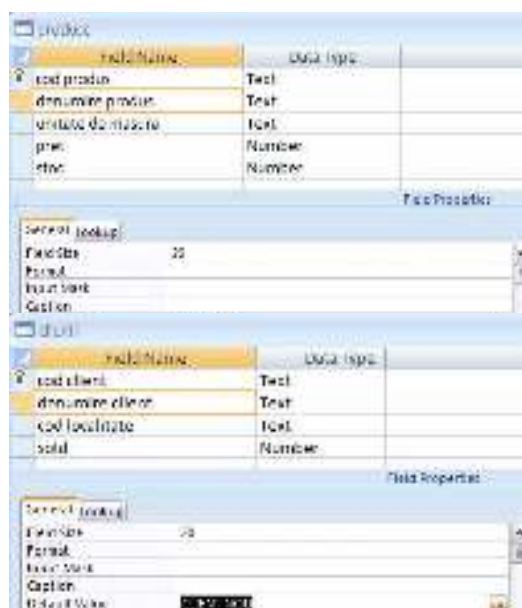 produse
Field Name Data Type
cod produs Text
denumire produs Text
unitate de masura Text
pret Number
stoc Number
Field Properties
General Lookup
Field Size
Format
Input Mask
Caption
Field Name Data Type
cod client Text
denumire client Text
cod localitate Text
sold Number
Field Properties
General Lookup
Field Size 20
Format
Input Mask
Caption
Default Value